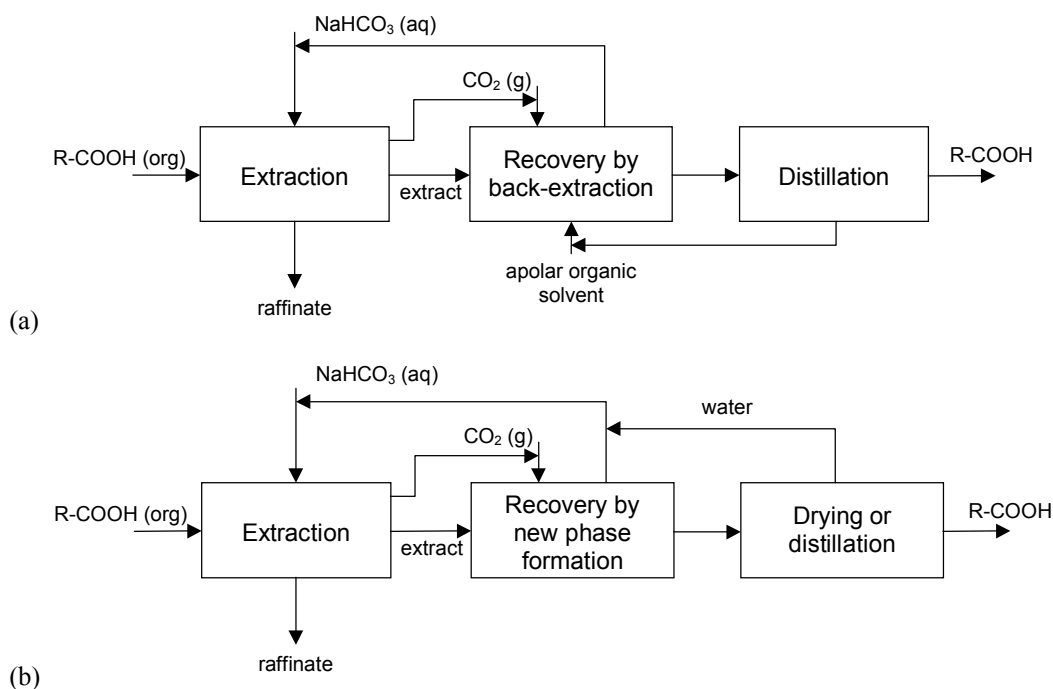 NaHCO₃ (aq)
CO₂ (g)
R-COOH (org)
Extraction
extract
Recovery by
back-extraction
Distillation
R-COOH
raffinate
apolar organic
solvent
(a)
NaHCO₃ (aq)
water
CO₂ (g)
R-COOH (org)
Extraction
extract
Recovery by
new phase
formation
Drying or
distillation
R-COOH
raffinate
(b)